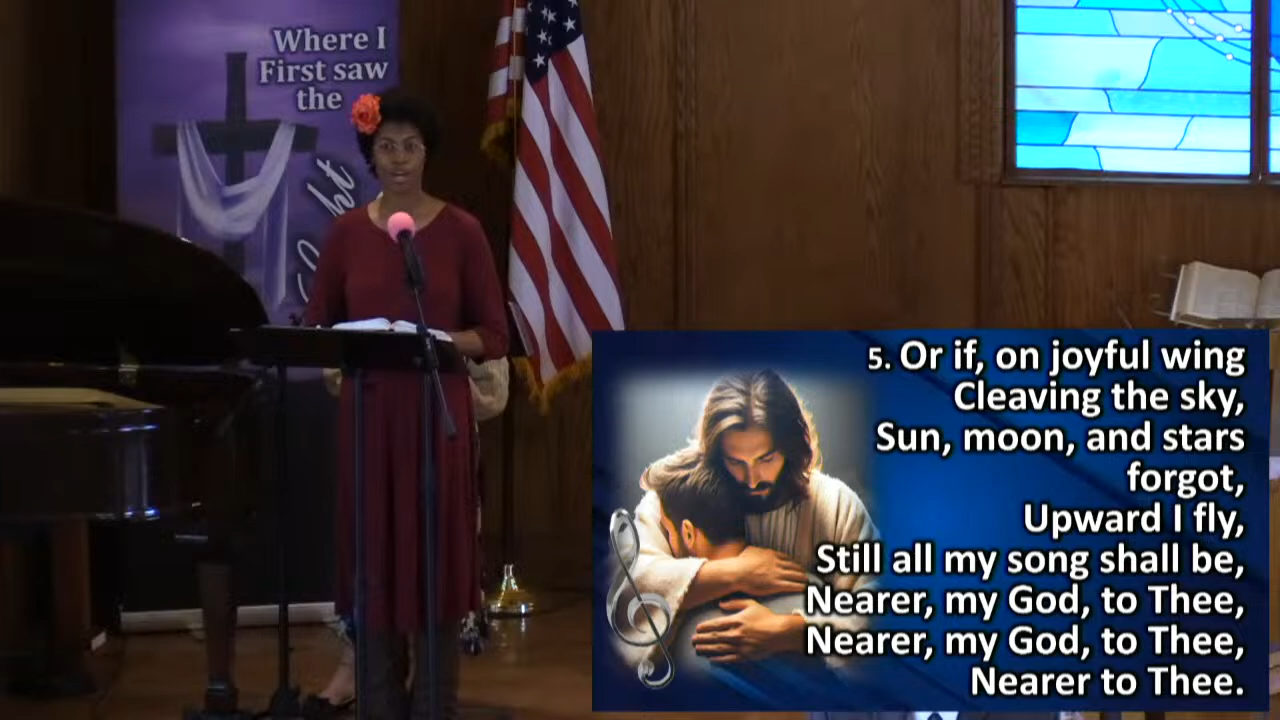 Where I
First saw
the
Light
5. Or if, on joyful wing
Cleaving the sky,
Sun, moon, and stars
forgot,
Upward I fly,
Still all my song shall be,
Nearer, my God, to Thee,
Nearer, my God, to Thee,
Nearer to Thee.